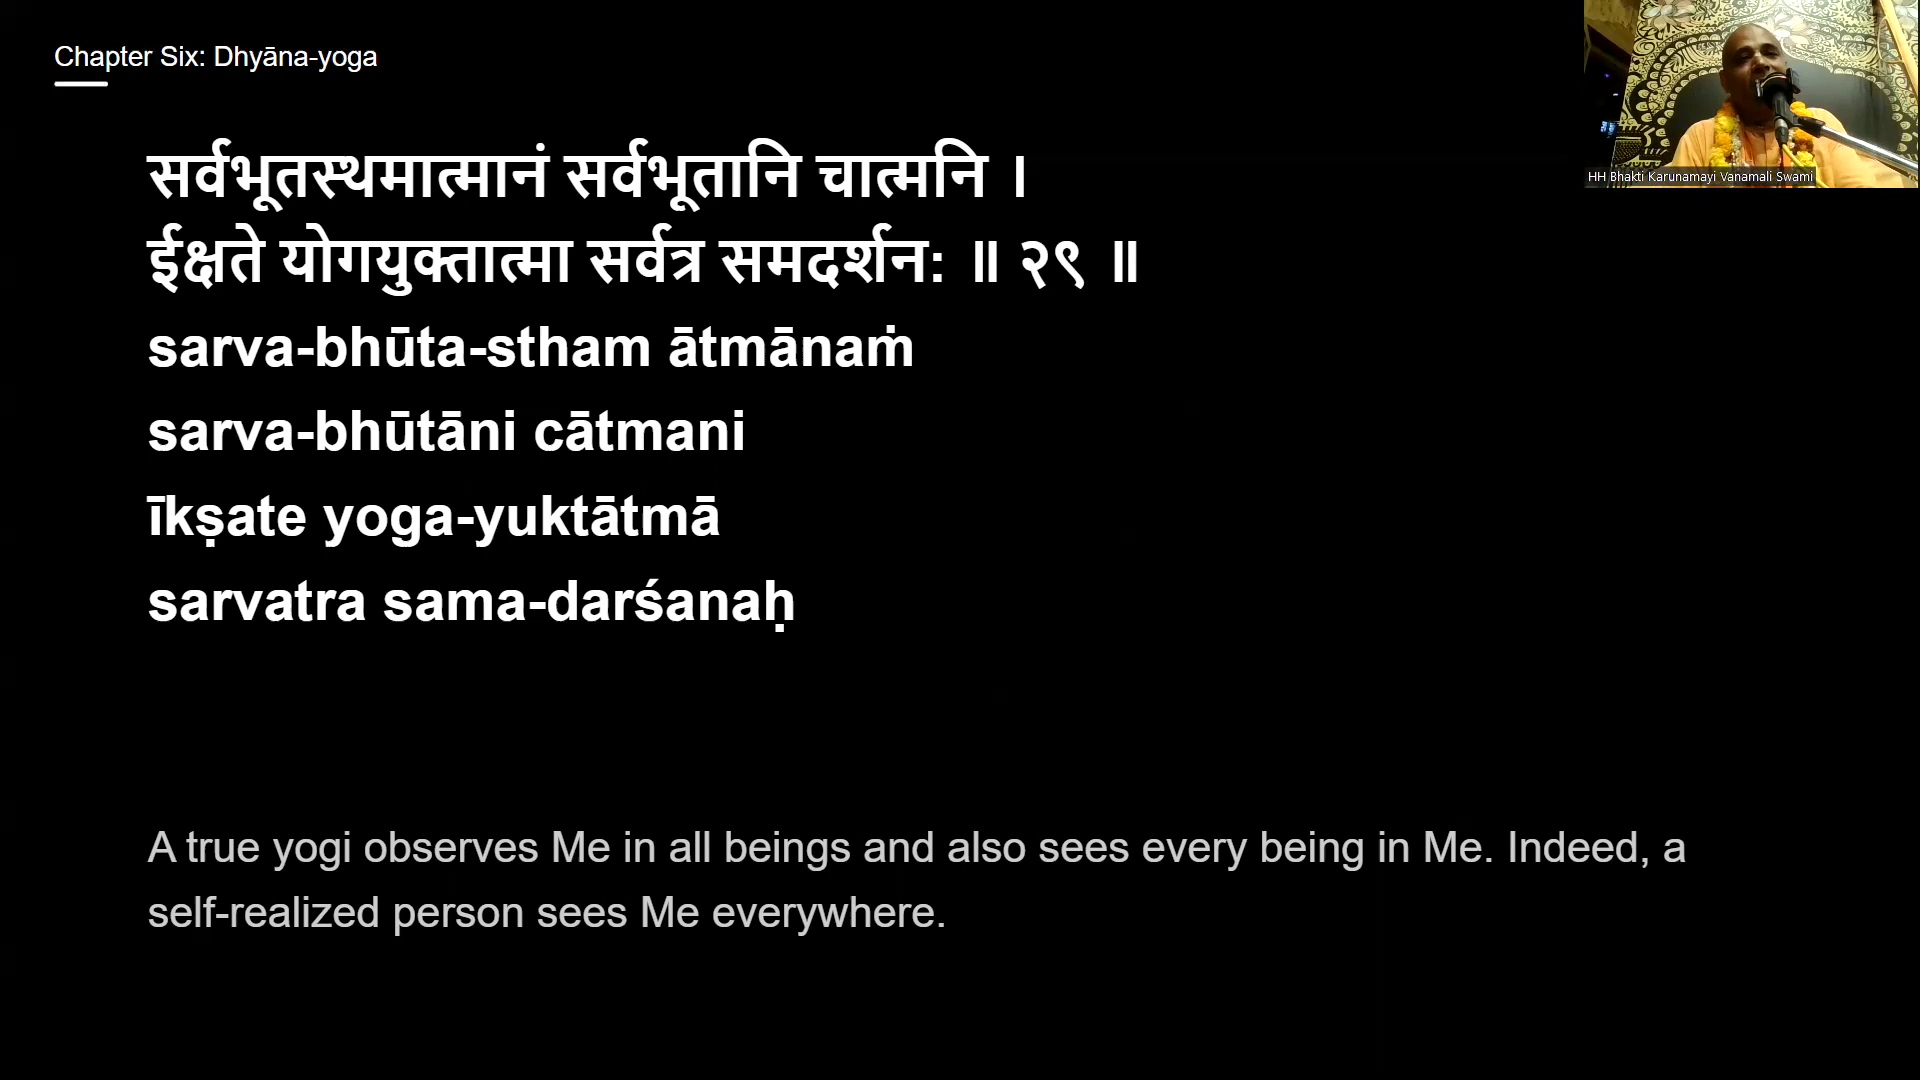 Chapter Six: Dhyāna-yoga
HH Bhakti Karunamayi Vanamali Swami
सर्वभूतस्थमात्मानं सर्वभूतानि चात्मनि ।
ईक्षते योगयुक्तात्मा सर्वत्र समदर्शन: ॥ २९ ॥
sarva-bhūta-stham ātmānaṁ
sarva-bhūtāni cātmani
īkṣate yoga-yuktātmā
sarvatra sama-darśanaḥ
A true yogi observes Me in all beings and also sees every being in Me. Indeed, a
self-realized person sees Me everywhere.